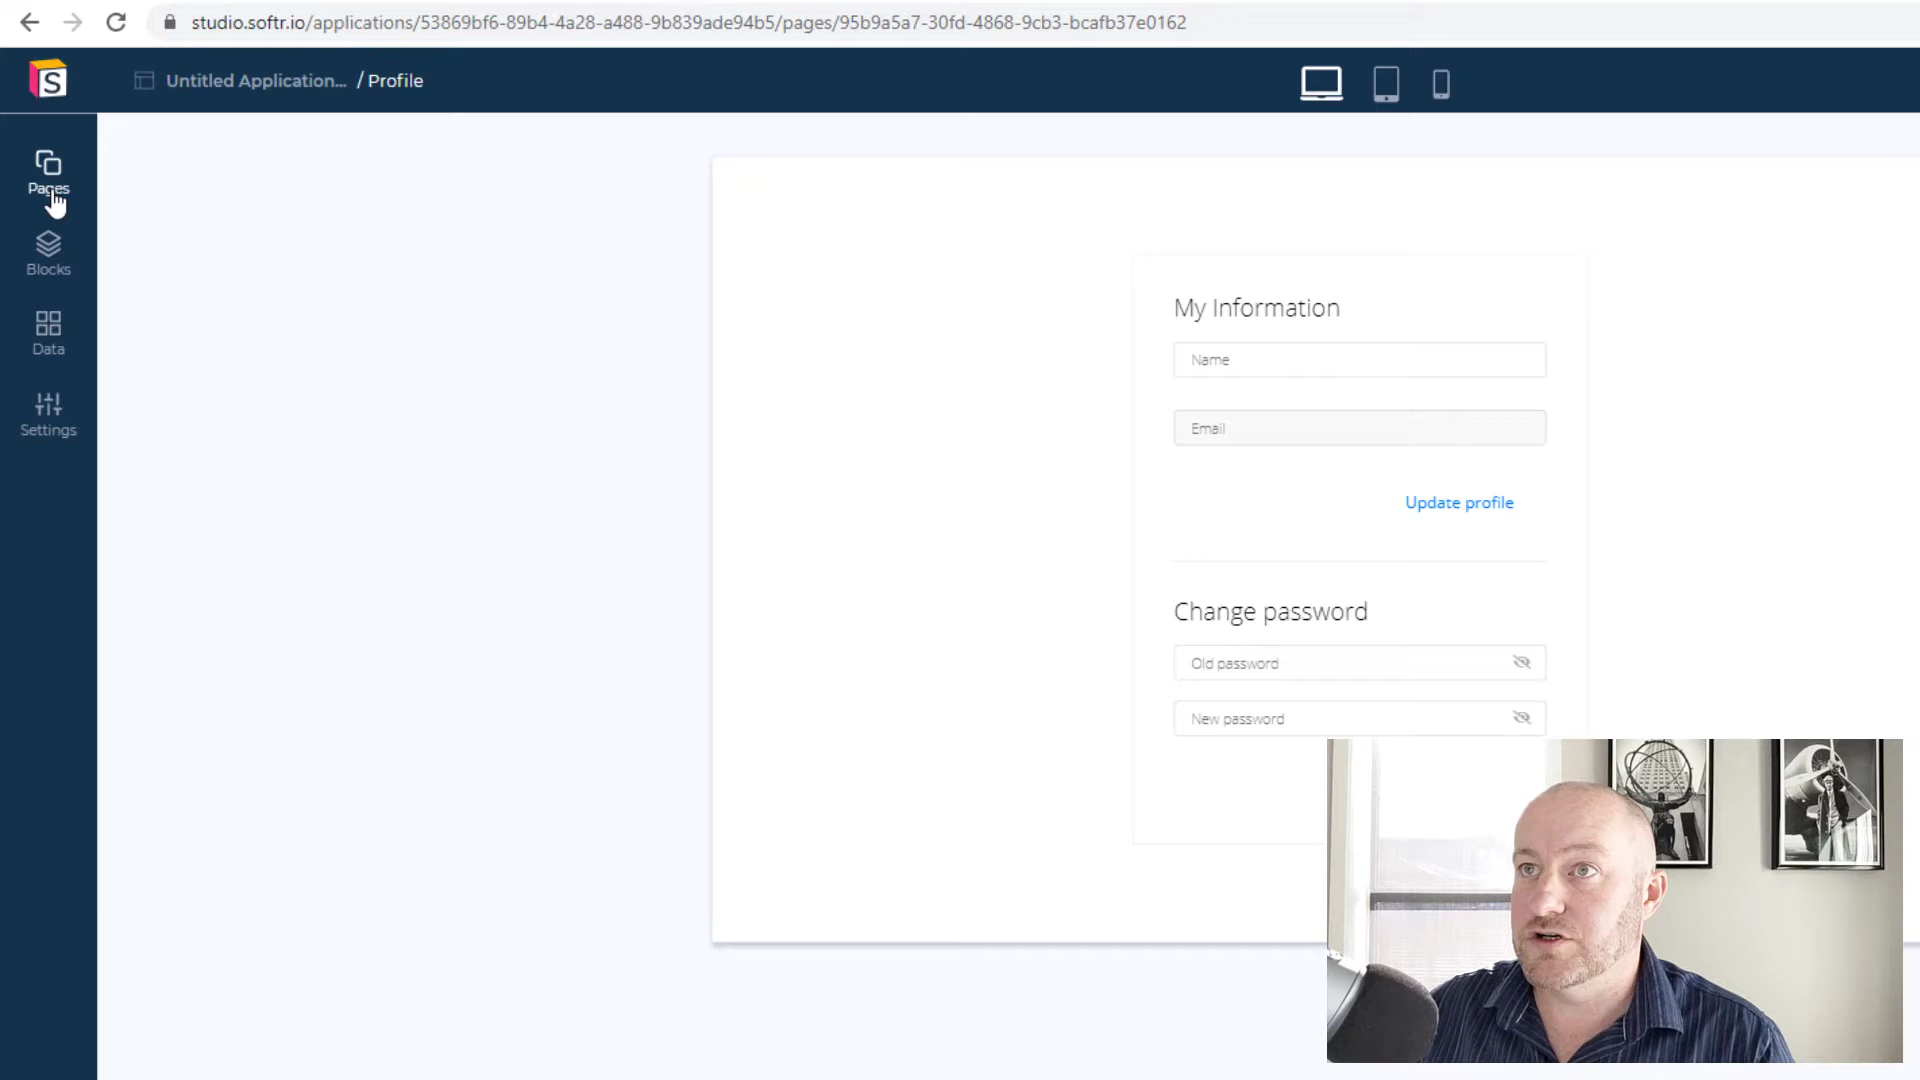 studio.softr.io/applications/53869bf6-89b4-4a28-a488-9b839ade94b5/pages/95b9a5a7-30fd-4868-9cb3-bcafb37e0162
S
Untitled Application... / Profile
Pages
Blocks
Data
Settings
My Information
Name
Email
Update profile
Change password
Old password
New password